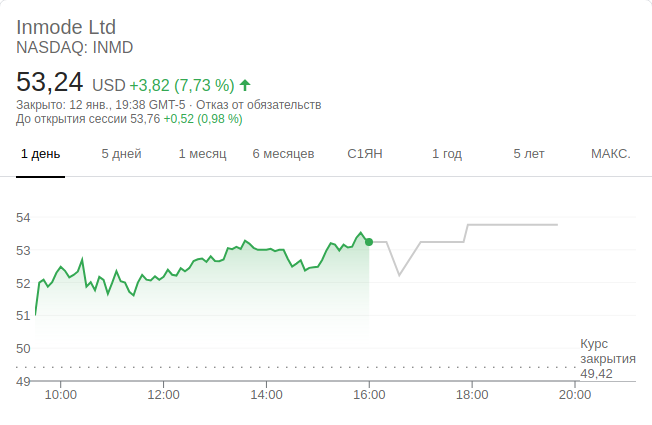 Inmode Ltd
NASDAQ: INMD
53,24 USD +3,82 (7,73 %)
Закрыто: 12 янв., 19:38 GMT-5 · Отказ от обязательств
До открытия сессии 53,76 +0,52 (0,98 %)
1 день 5 дней 1 месяц 6 месяцев С1ЯН 1 год 5 лет МАКС.
54
53
52
51
50
49
Курс
закрытия
49,42
10:00 12:00 14:00 16:00 18:00 20:00